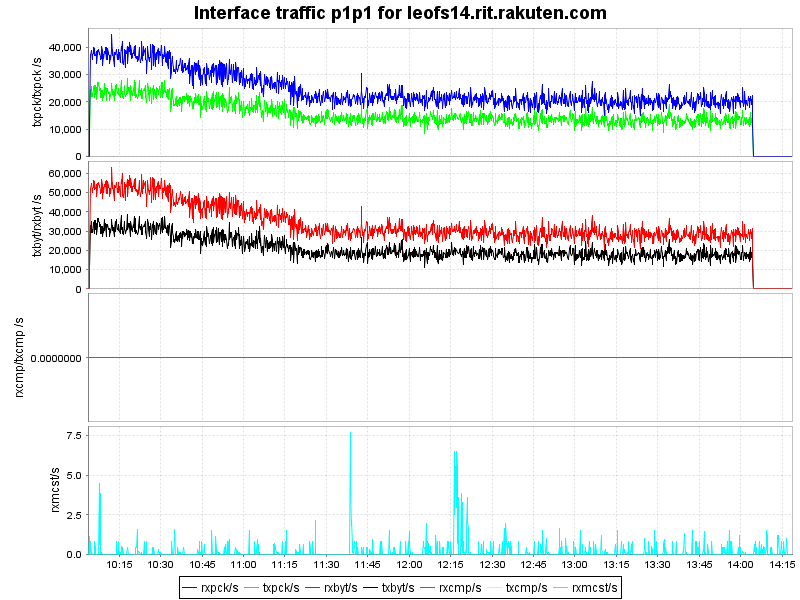 Interface traffic p1p1 for leofs14.rit.rakuten.com
txpck/txpck /s
40,000
30,000
20,000
10,000
0
txbyt/rxbyt /s
60,000
50,000
40,000
30,000
20,000
10,000
0
rxcmp/txcmp /s
0.0000000
rxmcst/s
7.5
5.0
2.5
0.0
10:15 10:30 10:45 11:00 11:15 11:30 11:45 12:00 12:15 12:30 12:45 13:00 13:15 13:30 13:45 14:00 14:15
rxpck/s txpck/s rxbyt/s txbyt/s rxcmp/s txcmp/s rxmcst/s